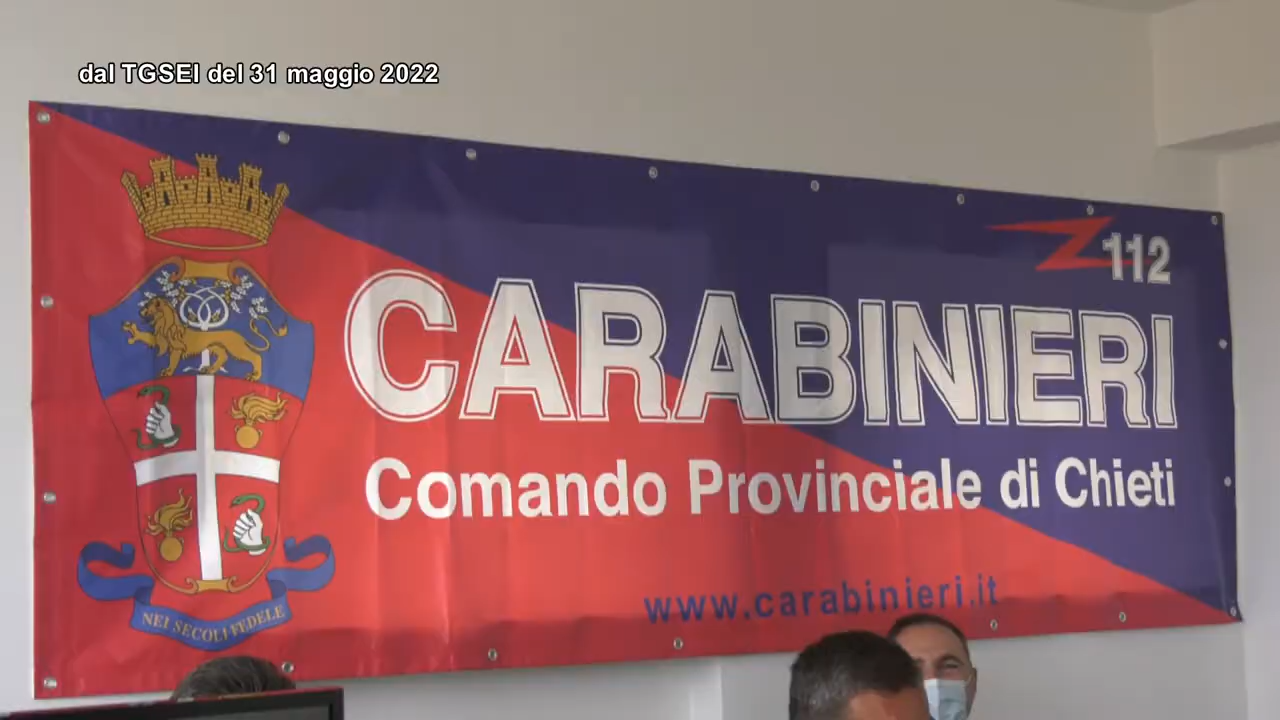 dal TGSEI del 31 maggio 2022
112
CARABINIERI
Comando Provinciale di Chieti
www.carabinieri.it
NEI SECOLI FEDELE